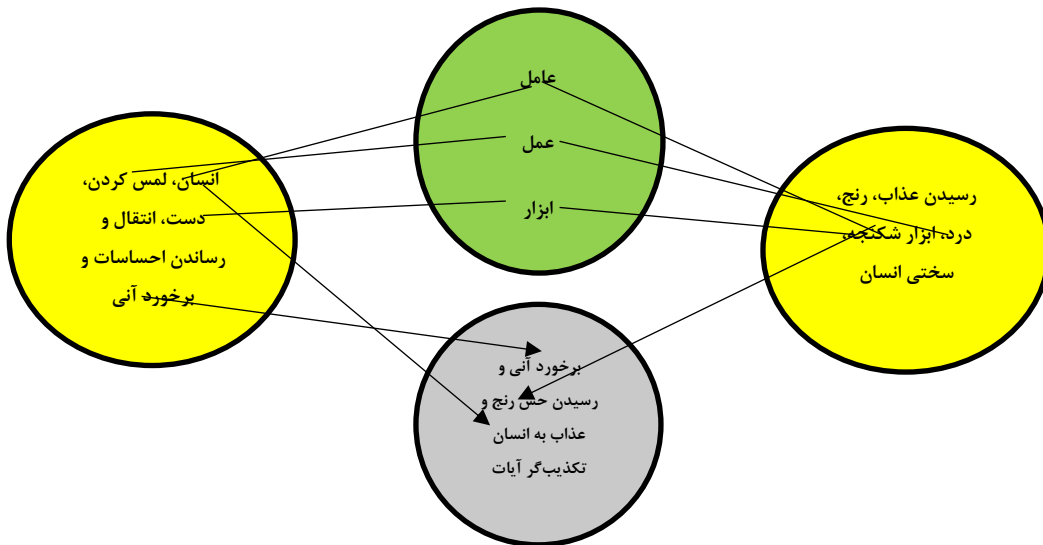 عامل
عمل
ابزار
رسیدن عذاب، رنج،
درد، ابزار شکنجه،
سختی انسان
انسان، لمس کردن،
دست، انتقال و
رساندن احساسات و
برخورد آنی
برخورد آنی و
رسیدن حس رنج و
عذاب به انسان
تکذیب‌گر آیات